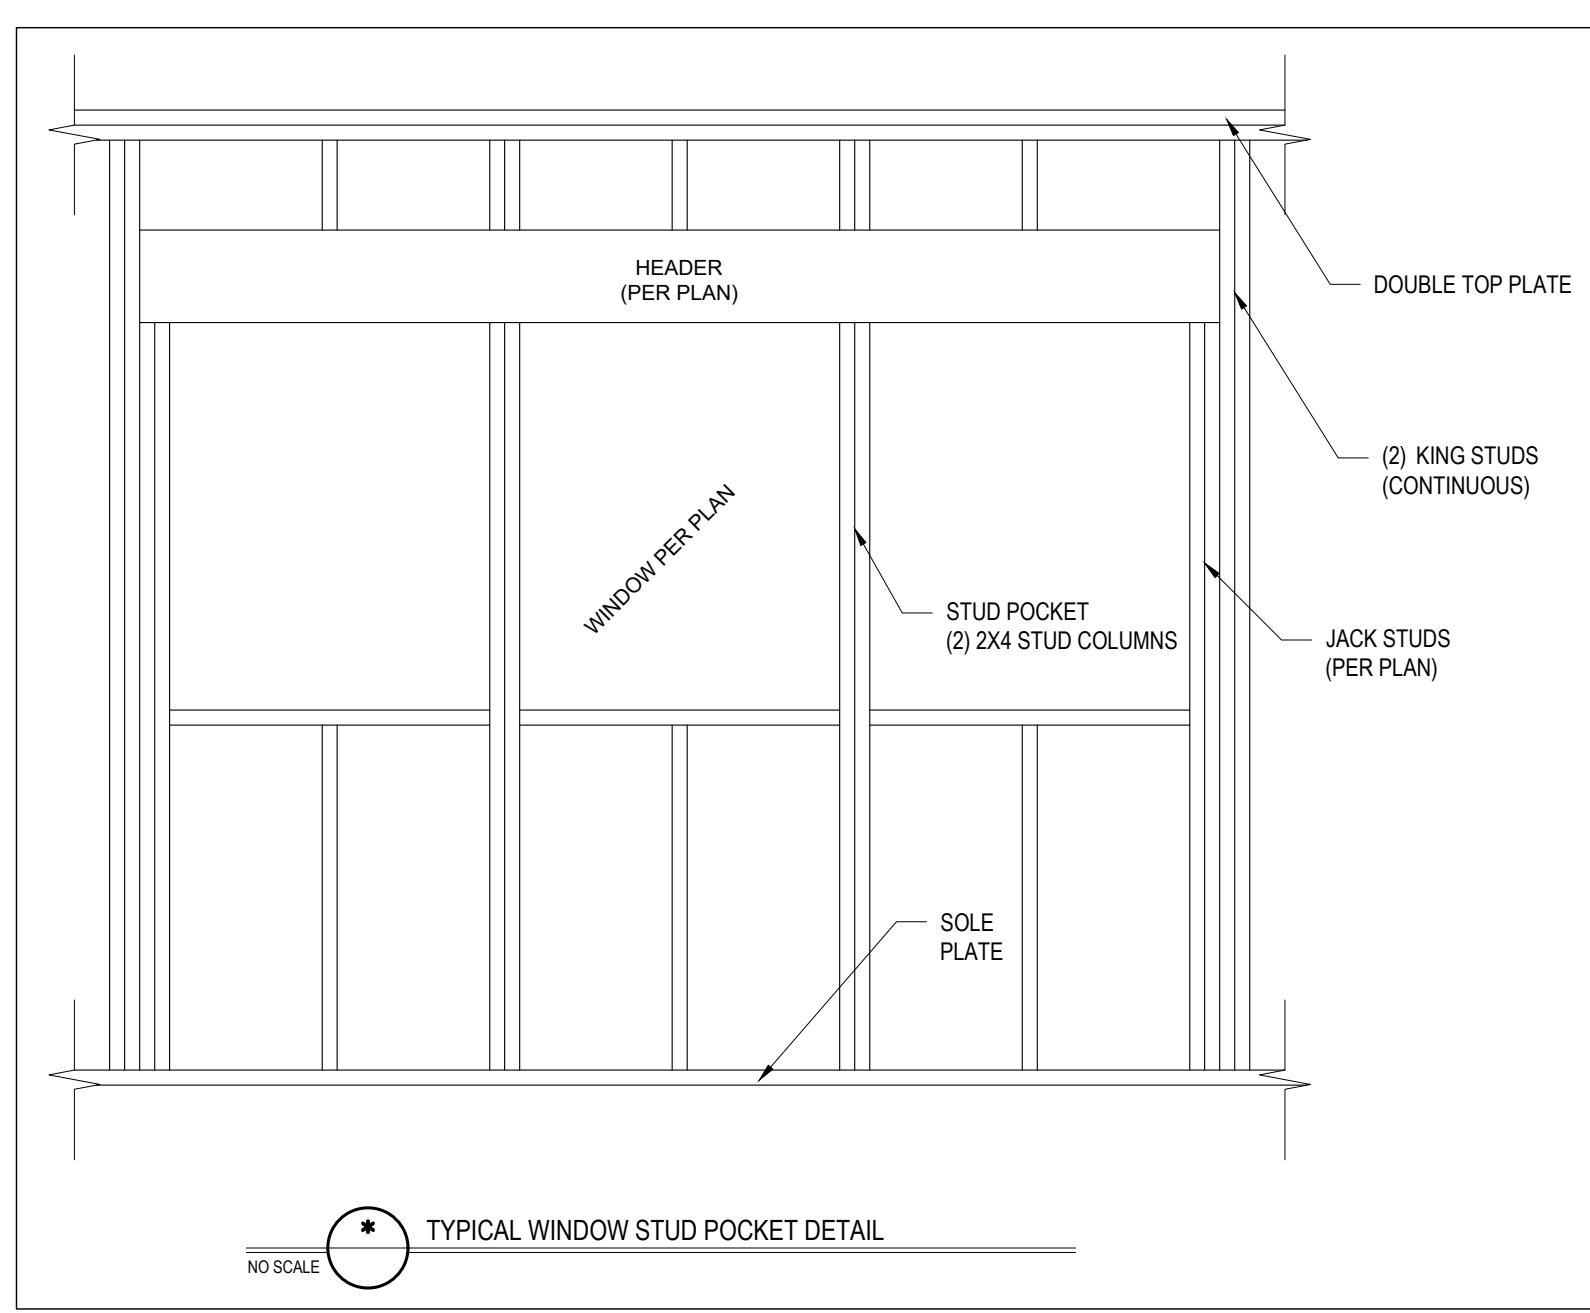 HEADER
(PER PLAN)
DOUBLE TOP PLATE
(2) KING STUDS
(CONTINUOUS)
WINDOW PER PLAN
STUD POCKET
(2) 2X4 STUD COLUMNS
JACK STUDS
(PER PLAN)
SOLE
PLATE
*
TYPICAL WINDOW STUD POCKET DETAIL
NO SCALE